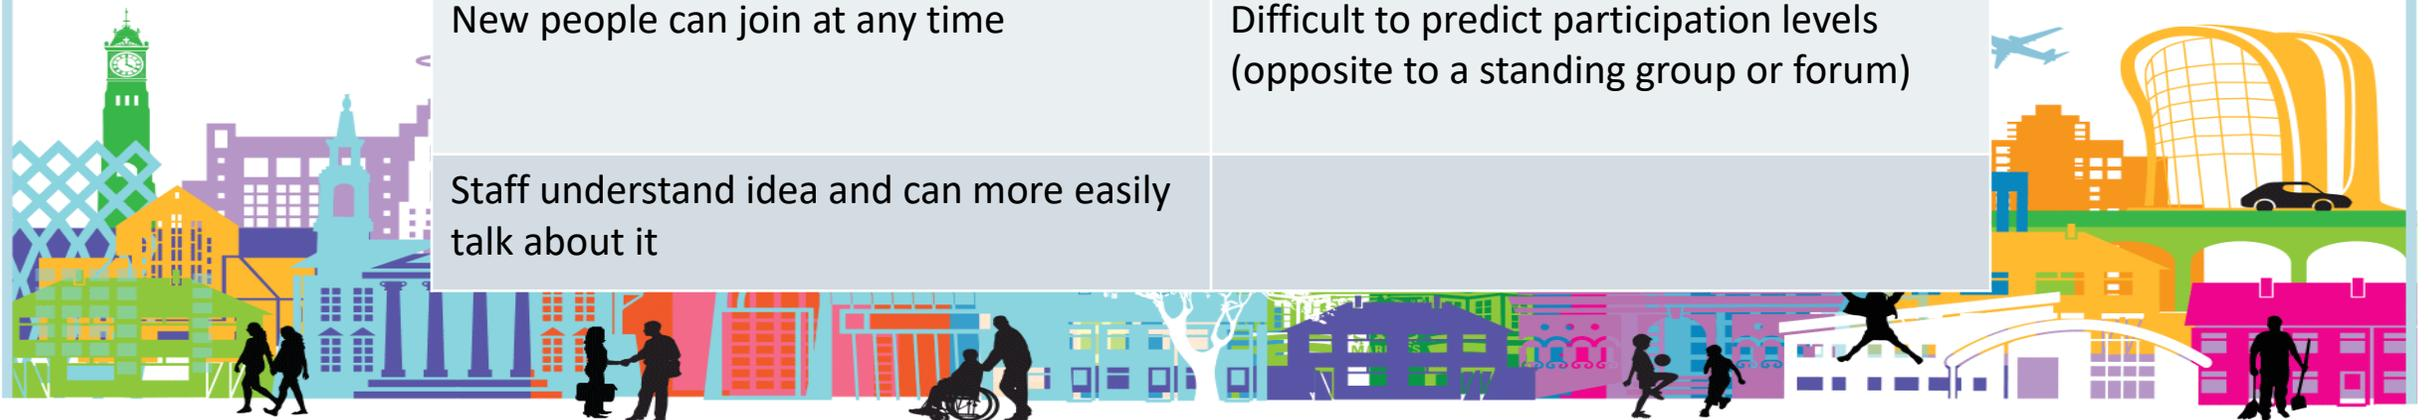 New people can join at any time
Difficult to predict participation levels
(opposite to a standing group or forum)
Staff understand idea and can more easily
talk about it